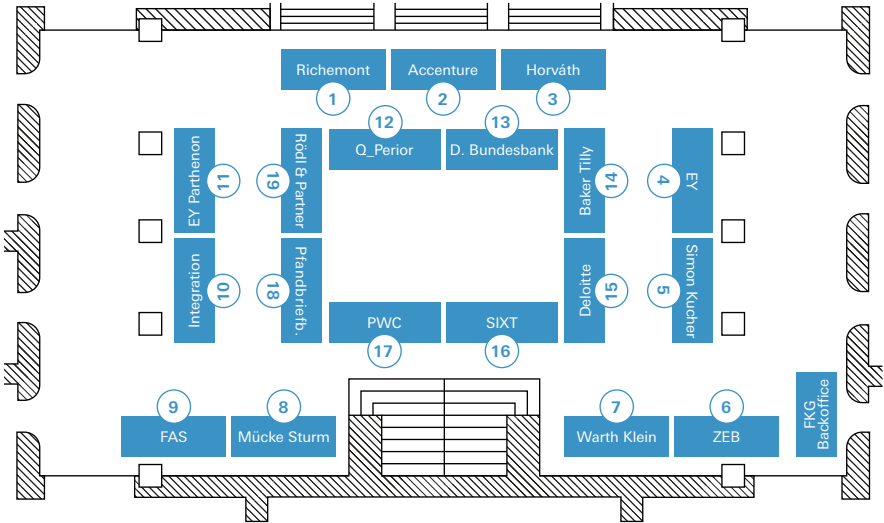 Richemont
Accenture
Horváth
1
2
3
12
13
Q_Perior
D. Bundesbank
EY Parthenon
11
19
Rödl & Partner
Baker Tilly
14
4
EY
Integration
10
18
Pfandbriefb.
Deloitte
15
5
Simon Kucher
PWC
SIXT
17
16
9
8
7
6
FAS
Mücke Sturm
Warth Klein
ZEB
FKG
Backoffice